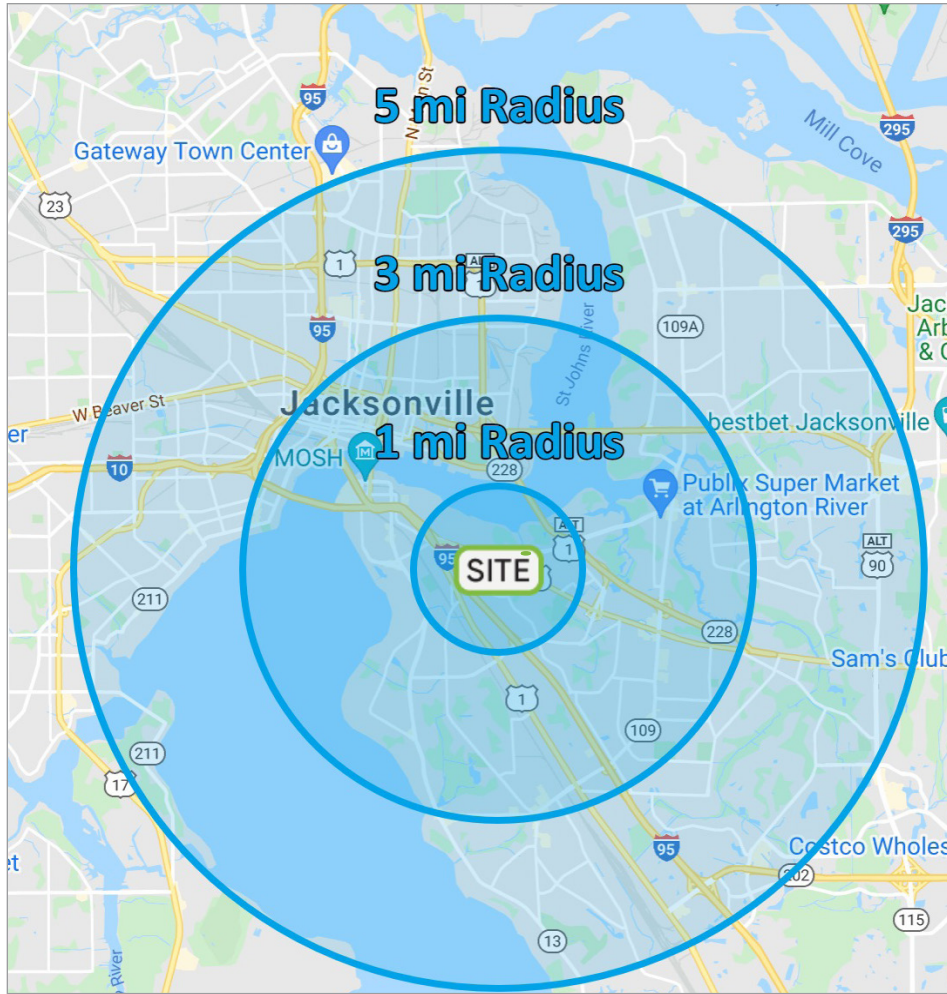 5 mi Radius
95
N
St
Mill Cove
295
Gateway Town Center
23
295
1
AL
3 mi Radius
Jac
Arb
& G
95
109A
St Johns River
W Beaver St
Jacksonville
bestbet Jacksonville
er
1 mi Radius
10
MOSH
228
Publix Super Market
at Arlington River
ALT
1
ALT
90
95
SITE
211
228
Sam's Club
1
211
109
17
95
Costco Wholes
et
202
115
13
River